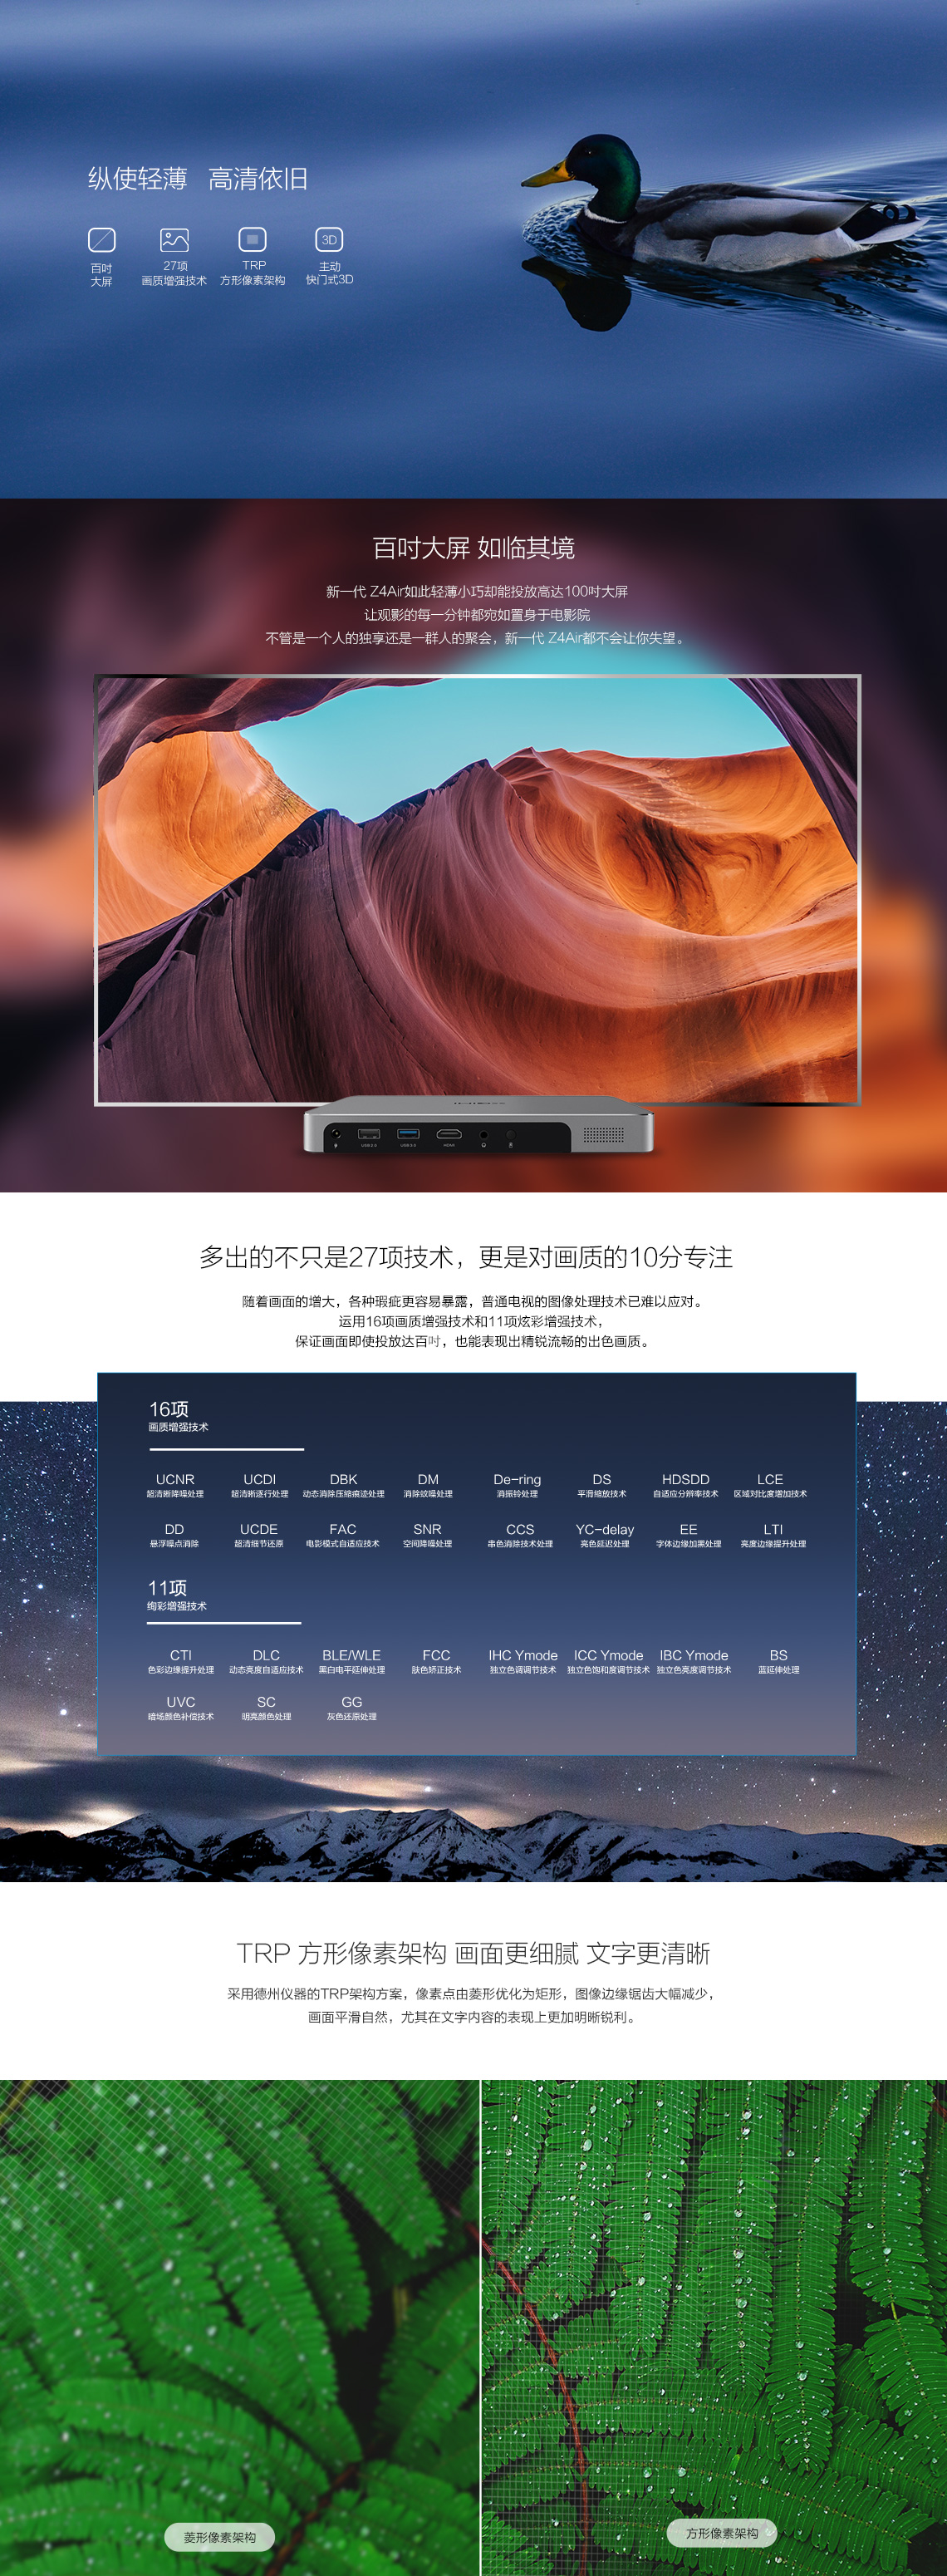 纵使轻薄 高清依旧
3D
百吋
大屏
27项
画质增强技术
TRP
方形像素架构
主动
快门式3D
百吋大屏 如临其境
新一代 Z4Air如此轻薄小巧却能投放高达100吋大屏
让观影的每一分钟都宛如置身于电影院
不管是一个人的独享还是一群人的聚会，新一代 Z4Air都不会让你失望。
USB 2.0
USB 3.0
HDMI
多出的不只是27项技术，更是对画质的10分专注
随着画面的增大，各种瑕疵更容易暴露，普通电视的图像处理技术已难以应对。
运用16项画质增强技术和11项炫彩增强技术，
保证画面即使投放达百吋，也能表现出精锐流畅的出色画质。
16项
画质增强技术
UCNR UCDI DBK DM De-ring DS HDSDD LCE
超清晰降噪处理 超清晰逐行处理 动态消除压缩痕迹处理 消除蚊噪处理 消振铃处理 平滑缩放技术 自适应分辨率技术 区域对比度增加技术
DD UCDE FAC SNR CCS YC-delay EE LTI
悬浮噪点消除 超清细节还原 电影模式自适应技术 空间降噪处理 串色消除技术处理 亮色延迟处理 字体边缘加黑处理 亮度边缘提升处理
11项
绚彩增强技术
CTI DLC BLE/WLE FCC IHC Ymode ICC Ymode IBC Ymode BS
色彩边缘提升处理 动态亮度自适应技术 黑白电平延伸处理 肤色矫正技术 独立色调调节技术 独立色饱和度调节技术 独立色亮度调节技术 蓝延伸处理
UVC SC GG
暗场颜色补偿技术 明亮颜色处理 灰色还原处理
TRP 方形像素架构 画面更细腻 文字更清晰
采用德州仪器的TRP架构方案，像素点由菱形优化为矩形，图像边缘锯齿大幅减少，
画面平滑自然，尤其在文字内容的表现上更加明晰锐利。
菱形像素架构
方形像素架构